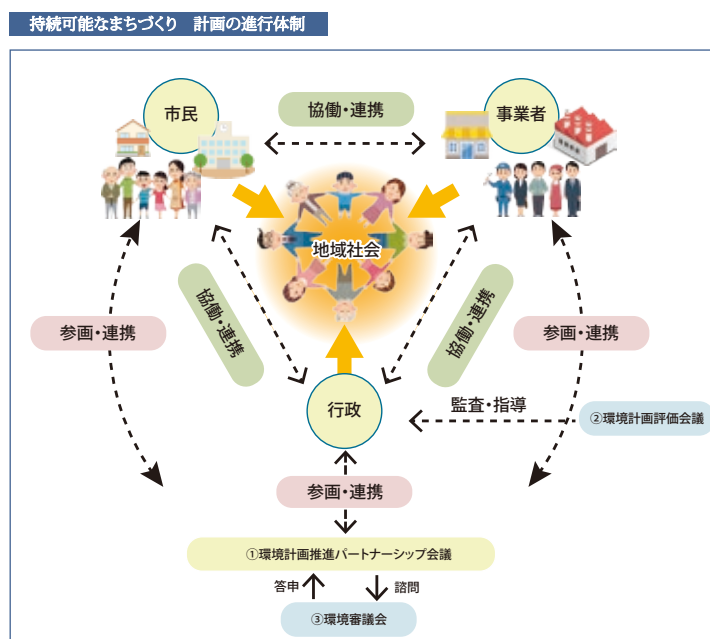 持続可能なまちづくり　計画の進行体制
市民
協働・連携
事業者
地域社会
協働・連携
協働・連携
参画・連携
参画・連携
行政
監査・指導
②環境計画評価会議
参画・連携
①環境計画推進パートナーシップ会議
答申
諮問
③環境審議会